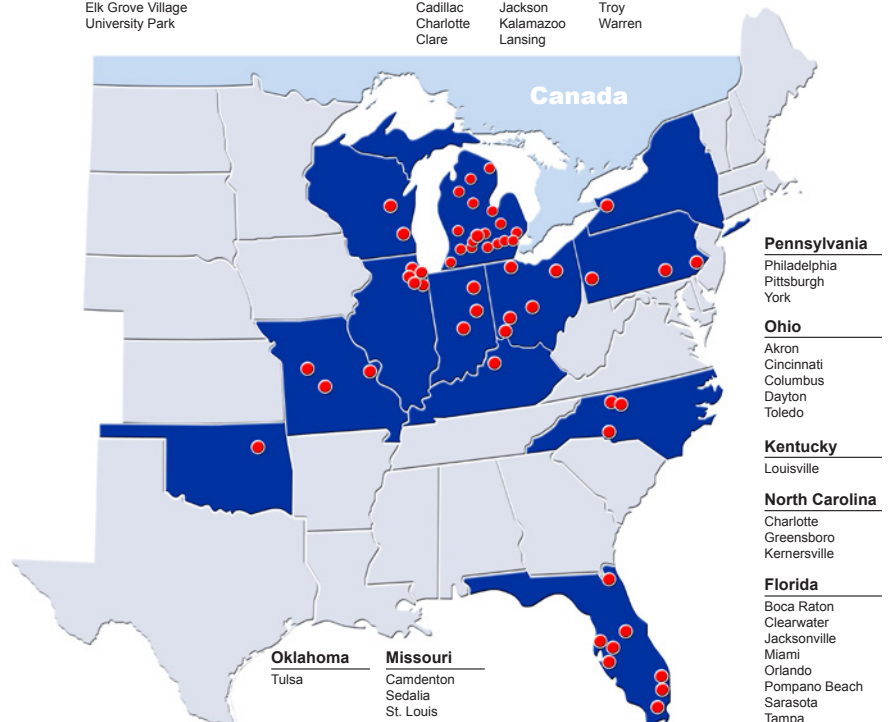 Elk Grove Village
University Park
Cadillac
Charlotte
Clare
Jackson
Kalamazoo
Lansing
Troy
Warren
Canada
Pennsylvania
Philadelphia
Pittsburgh
York
Ohio
Akron
Cincinnati
Columbus
Dayton
Toledo
Kentucky
Louisville
North Carolina
Charlotte
Greensboro
Kernersville
Florida
Boca Raton
Clearwater
Jacksonville
Miami
Orlando
Pompano Beach
Sarasota
Tampa
Oklahoma
Tulsa
Missouri
Camdenton
Sedalia
St. Louis